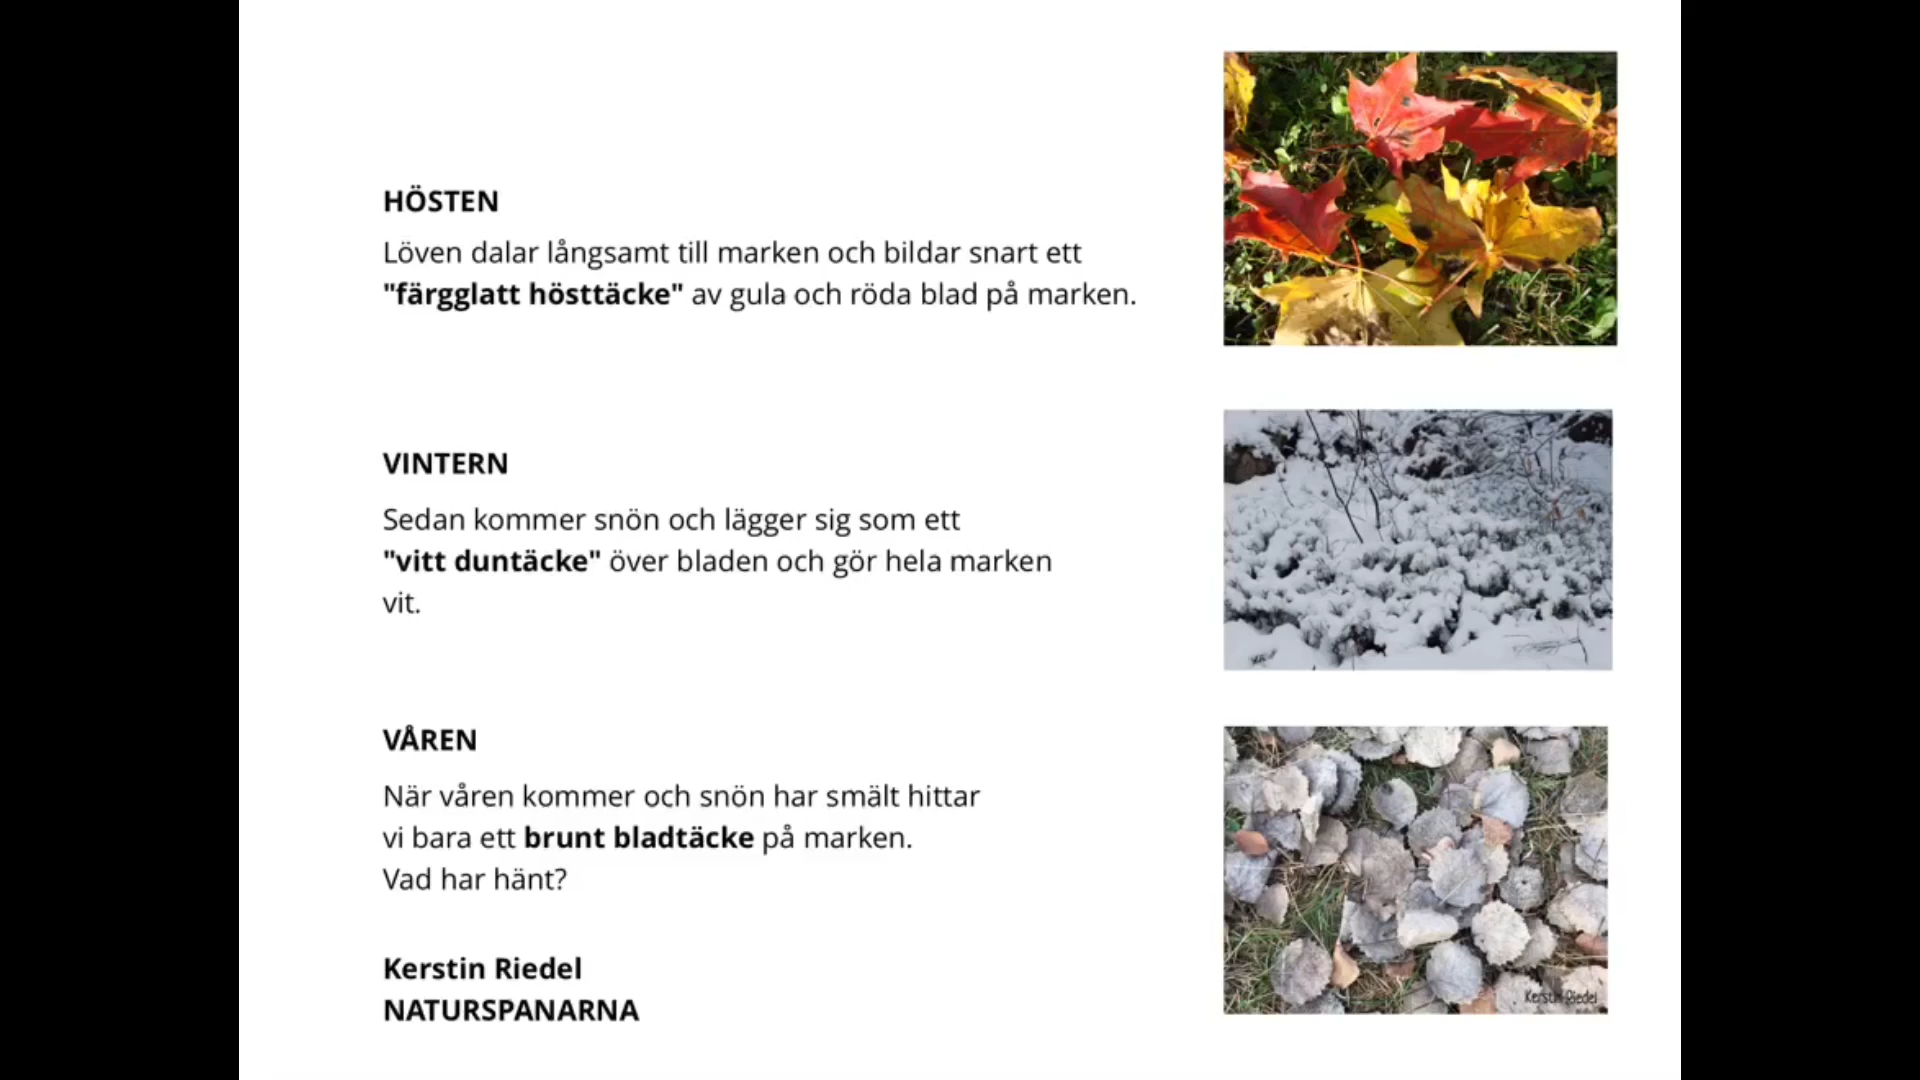 HÖSTEN
Löven dalar långsamt till marken och bildar snart ett
"färgglatt hösttäcke" av gula och röda blad på marken.
VINTERN
Sedan kommer snön och lägger sig som ett
"vitt duntäcke" över bladen och gör hela marken
vit.
VÅREN
När våren kommer och snön har smält hittar
vi bara ett brunt bladtäcke på marken.
Vad har hänt?
Kerstin Riedel
NATURSPANARNA
Kerstin Riedel